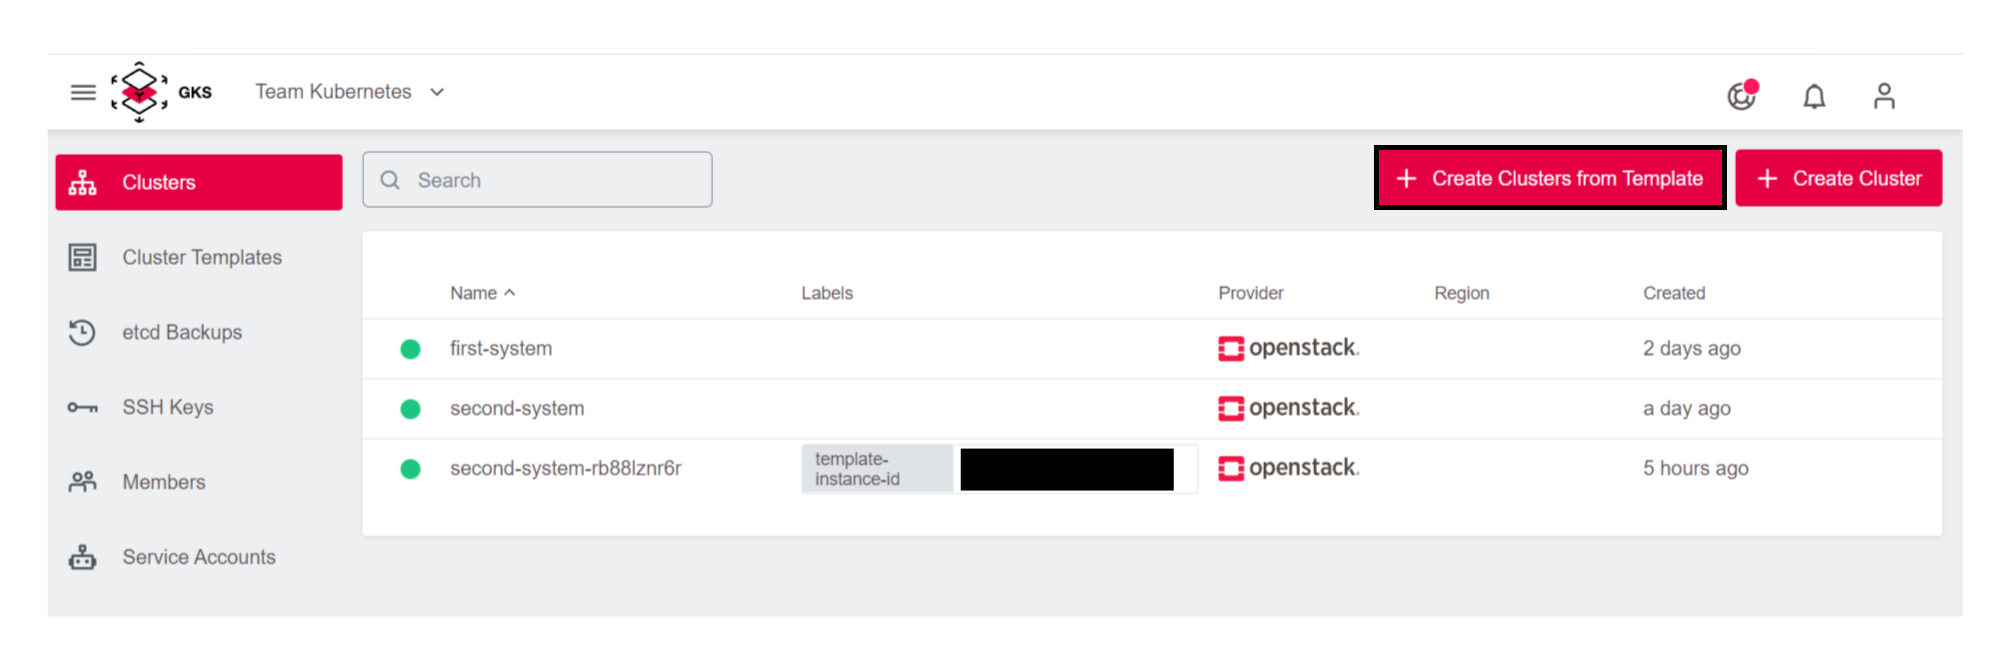 GKS
Team Kubernetes
Clusters
Search
+ Create Clusters from Template
+ Create Cluster
Cluster Templates
etcd Backups
SSH Keys
Members
Service Accounts
Name Labels Provider Region Created
first-system openstack. 2 days ago
second-system openstack. a day ago
second-system-rb88lznr6r template-
instance-id openstack. 5 hours ago